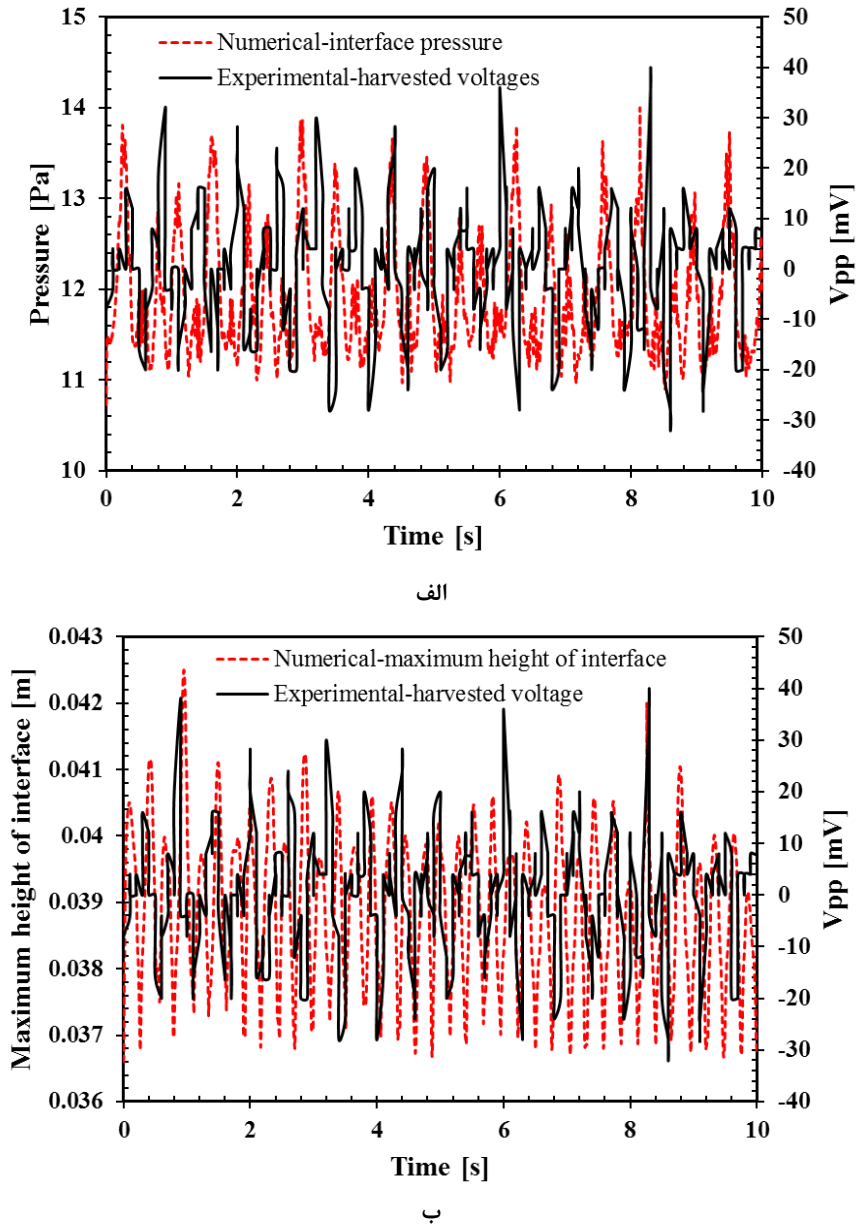 Numerical-interface pressure
Experimental-harvested voltages
Pressure [Pa]
15
14
13
12
11
10
50
40
30
20
10
0
-10
-20
-30
-40
Vpp [mV]
0 2 4 6 8 10
Time [s]
الف
Numerical-maximum height of interface
Experimental-harvested voltage
Maximum height of interface [m]
0.043
0.042
0.041
0.04
0.039
0.038
0.037
0.036
50
40
30
20
10
0
-10
-20
-30
-40
Vpp [mV]
0 2 4 6 8 10
Time [s]
ب